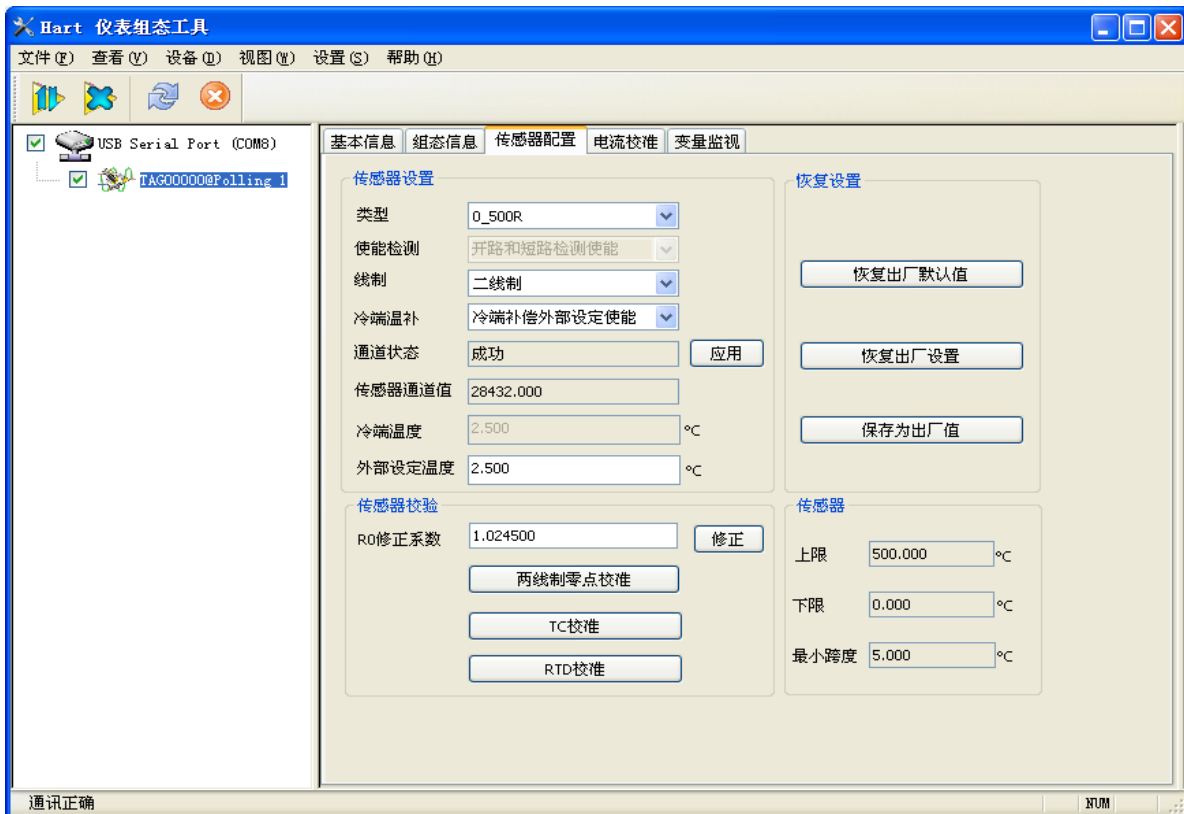 Hart 仪表组态工具
文件(F) 查看(V) 设备(D) 视图(W) 设置(S) 帮助(H)
USB Serial Port (COM8)
TAG00000@Polling 1
基本信息 组态信息 传感器配置 电流校准 变量监视
传感器设置
类型 0_500R
使能检测 开路和短路检测使能
线制 二线制
冷端温补 冷端补偿外部设定使能
通道状态 成功 应用
传感器通道值 28432.000
冷端温度 2.500 ℃
外部设定温度 2.500 ℃
恢复设置
恢复出厂默认值
恢复出厂设置
保存为出厂值
传感器校验
R0修正系数 1.024500 修正
两线制零点校准
TC校准
RTD校准
传感器
上限 500.000 ℃
下限 0.000 ℃
最小跨度 5.000 ℃
通讯正确 NUM